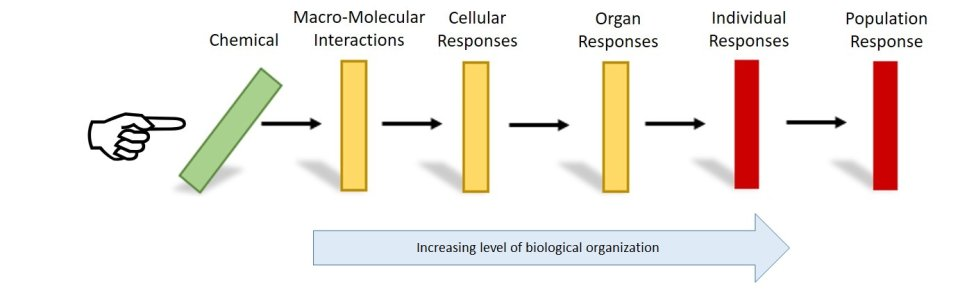 Chemical
Macro-Molecular
Interactions
Cellular
Responses
Organ
Responses
Individual
Responses
Population
Response
Increasing level of biological organization